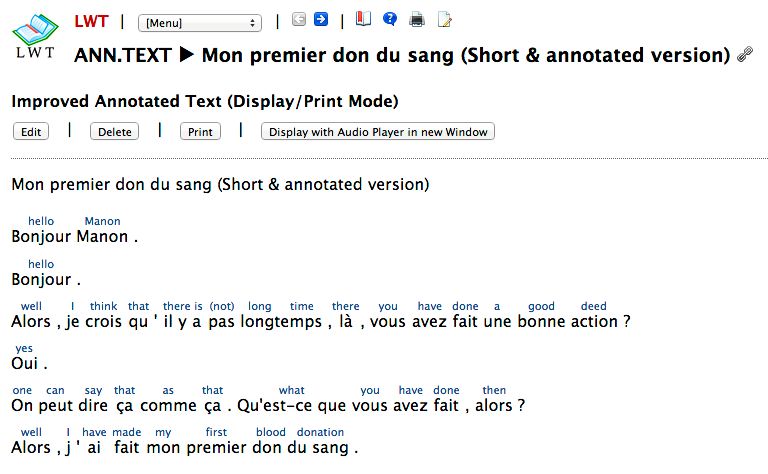 LWT | [Menu] | |
LWT
ANN.TEXT ▶ Mon premier don du sang (Short & annotated version)
Improved Annotated Text (Display/Print Mode)
Edit | Delete | Print | Display with Audio Player in new Window
Mon premier don du sang (Short & annotated version)
hello Manon
Bonjour Manon .
hello
Bonjour .
well I think that there is (not) long time there you have done a good deed
Alors , je crois qu ' il y a pas longtemps , là , vous avez fait une bonne action ?
yes
Oui .
one can say that as that what you have done then
On peut dire ça comme ça . Qu'est-ce que vous avez fait , alors ?
well I have made my first blood donation
Alors , j ' ai fait mon premier don du sang .